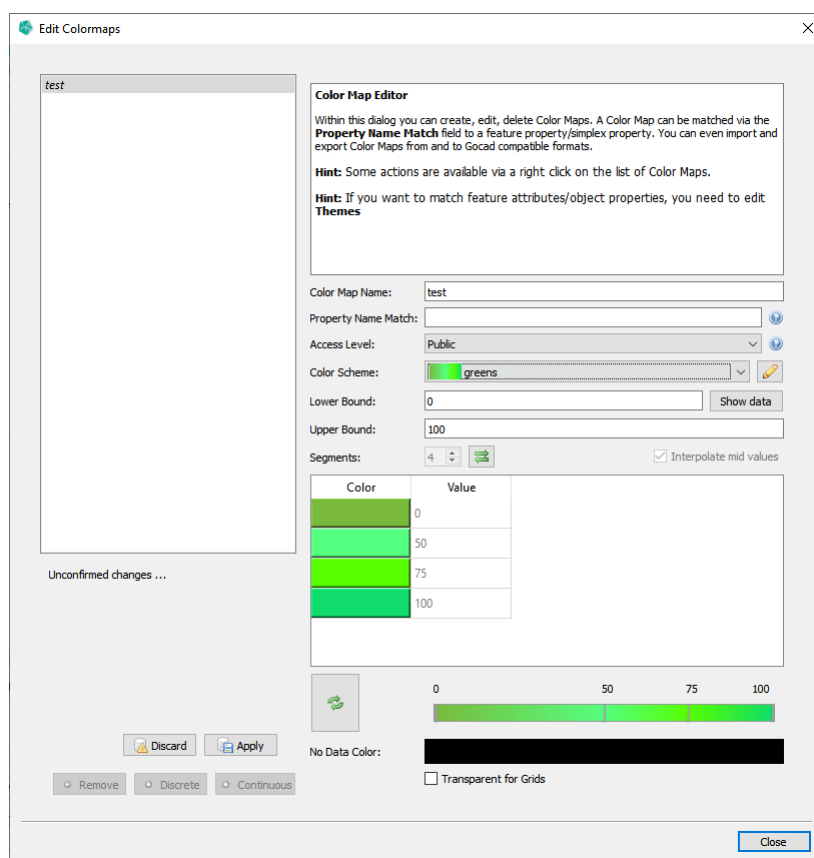 Edit Colormaps
test
Color Map Editor
Within this dialog you can create, edit, delete Color Maps. A Color Map can be matched via the
Property Name Match field to a feature property/simplex property. You can even import and
export Color Maps from and to Gocad compatible formats.
Hint: Some actions are available via a right click on the list of Color Maps.
Hint: If you want to match feature attributes/object properties, you need to edit
Themes
Color Map Name: test
Property Name Match:
Access Level: Public
Color Scheme: greens
Lower Bound: 0 Show data
Upper Bound: 100
Segments: 4 Interpolate mid values
Color Value
0
50
75
100
Unconfirmed changes ...
0 50 75 100
Discard Apply
No Data Color:
Transparent for Grids
Remove Discrete Continuous
Close